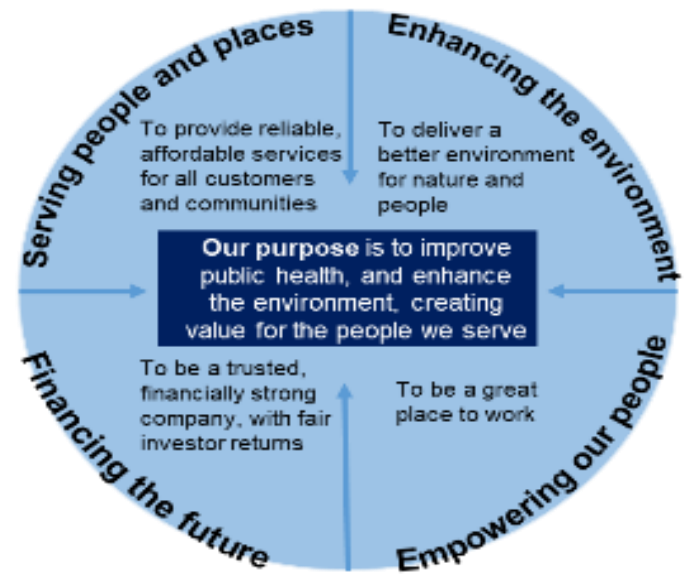 Serving people and places
Enhancing the environment
To provide reliable,
affordable services
for all customers
and communities
To deliver a
better environment
for nature and
people
Our purpose is to improve
public health, and enhance
the environment, creating
value for the people we serve
To be a trusted,
financially strong
company, with fair
investor returns
To be a great
place to work
Financing the future
Empowering our people